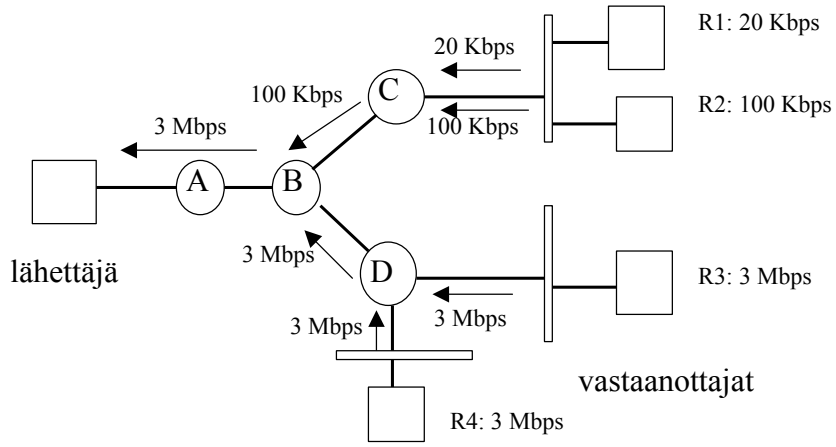 20 Kbps
R1: 20 Kbps
C
100 Kbps
100 Kbps
R2: 100 Kbps
3 Mbps
A
B
lähettäjä
3 Mbps
D
3 Mbps
R3: 3 Mbps
3 Mbps
vastaanottajat
R4: 3 Mbps